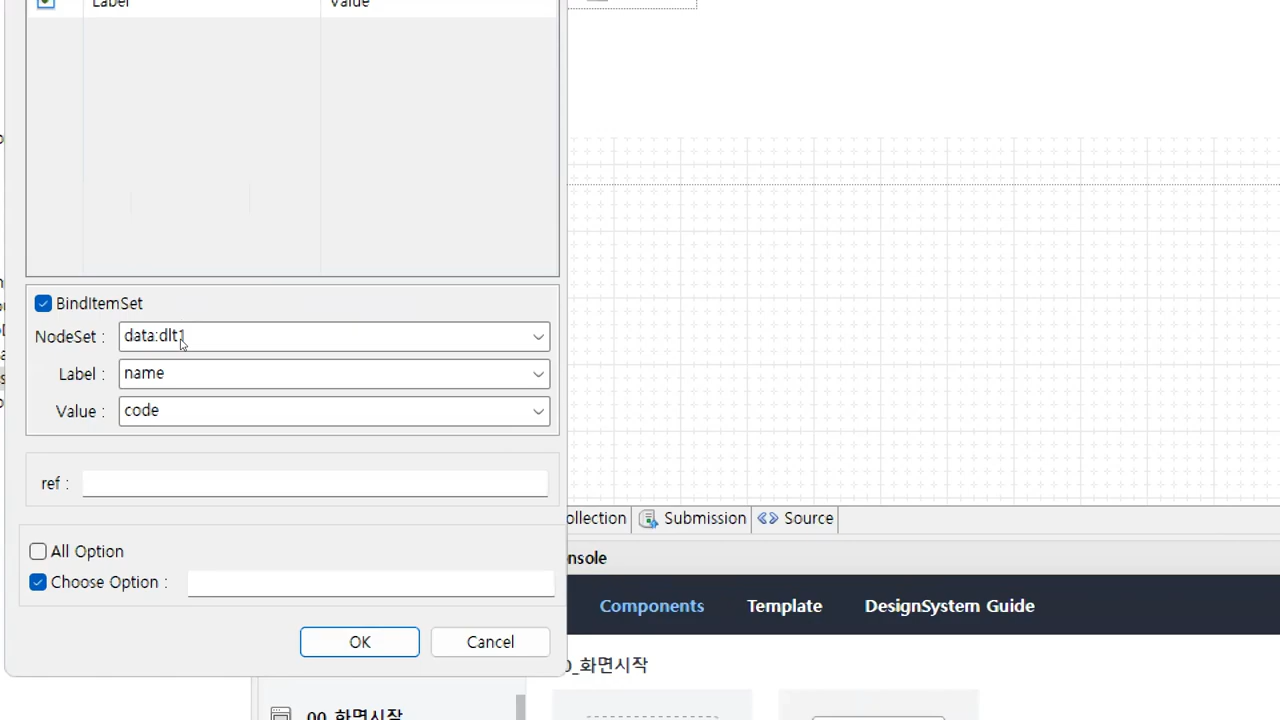 Label Value
BindItemSet
NodeSet : data:dlt1
Label : name
Value : code
ref :
All Option
Choose Option :
OK Cancel
ollection Submission Source
nsole
Components Template DesignSystem Guide
0_화면시작
00_화면시작